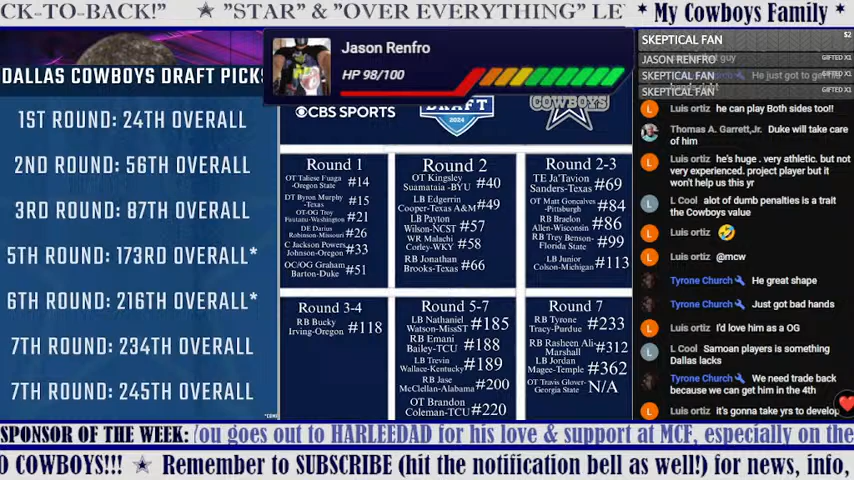 CK-TO-BACK!" ★ "STAR" & "OVER EVERYTHING" LE
* My Cowboys Family *
DALLAS COWBOYS DRAFT PICKS
1ST ROUND: 24TH OVERALL
2ND ROUND: 56TH OVERALL
3RD ROUND: 87TH OVERALL
5TH ROUND: 173RD OVERALL*
6TH ROUND: 216TH OVERALL*
7TH ROUND: 234TH OVERALL
7TH ROUND: 245TH OVERALL
Jason Renfro
HP 98/100
CBS SPORTS
DRAFT
2024
COWBOYS
Round 1
OT Taliese Fuaga
-Oregon State #14
DT Byron Murphy
-Texas #15
OT-OG Troy
Fautanu-Washington #21
DE Darius
Robinson-Missouri #26
C Jackson Powers
Johnson-Oregon #33
OC/OG Graham
Barton-Duke #51
Round 2
OT Kingsley
Suamataia -BYU #40
LB Edgerrin
Cooper-Texas A&M #49
LB Payton
Wilson-NCST #57
WR Malachi
Corley-WKY #58
RB Jonathan
Brooks-Texas #66
Round 2-3
TE Ja'Tavion
Sanders-Texas #69
OT Matt Goncalves
-Pittsburgh #84
RB Braelon
Allen-Wisconsin #86
RB Trey Benson-
Florida State #99
LB Junior
Colson-Michigan #113
Round 3-4
RB Bucky
Irving-Oregon #118
Round 5-7
LB Nathaniel
Watson-MissST #185
RB Emani
Bailey-TCU #188
LB Trevin
Wallace-Kentucky #189
RB Jase
McClellan-Alabama #200
OT Brandon
Coleman-TCU #220
Round 7
RB Tyrone
Tracy-Purdue #233
RB Rasheen Ali-
Marshall #312
LB Jordan
Magee-Temple #362
OT Travis Glover-
Georgia State N/A
SKEPTICAL FAN $2
JASON RENFRO GIFTED X1
SKEPTICAL FAN GIFTED X1
He just got to get
SKEPTICAL FAN GIFTED X1
Luis ortiz he can play Both sides too!!
Thomas A. Garrett,Jr. Duke will take care
of him
Luis ortiz he's huge . very athletic. but not
very experienced. project player but it
won't help us this yr
L Cool alot of dumb penalties is a trait
the Cowboys value
Luis ortiz 🤣
Luis ortiz @mcw
Tyrone Church He great shape
Tyrone Church Just got bad hands
Luis ortiz I'd love him as a OG
L Cool Samoan players is something
Dallas lacks
Tyrone Church We need trade back
because we can get him in the 4th
Luis ortiz it's gonna take yrs to develop
SPONSOR OF THE WEEK: You goes out to HARLEEDAD for his love & support at MCF, especially on the
O COWBOYS!!! ★ Remember to SUBSCRIBE (hit the notification bell as well!) for news, info,